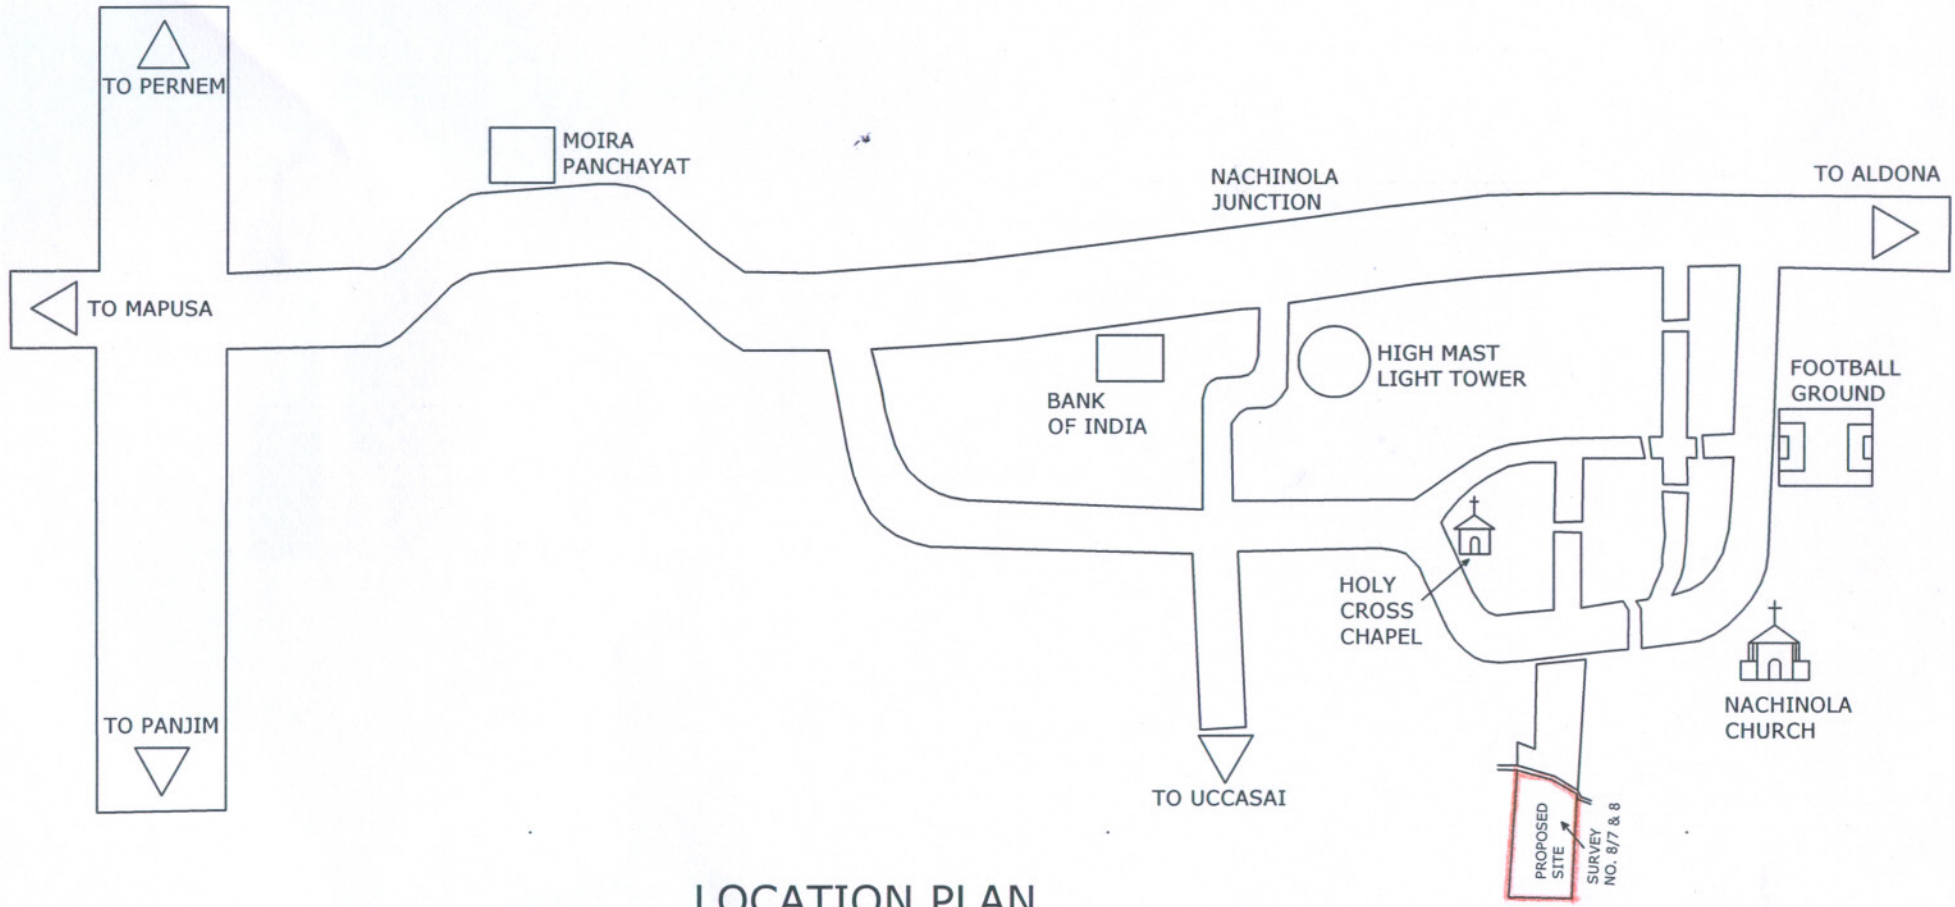 TO PERNEM
MOIRA
PANCHAYAT
TO ALDONA
NACHINOLA
JUNCTION
TO MAPUSA
HIGH MAST
LIGHT TOWER
FOOTBALL
GROUND
BANK
OF INDIA
HOLY
CROSS
CHAPEL
NACHINOLA
CHURCH
TO PANJIM
TO UCCASAI
PROPOSED
SITE
SURVEY
NO. 8/7 & 8
LOCATION PLAN